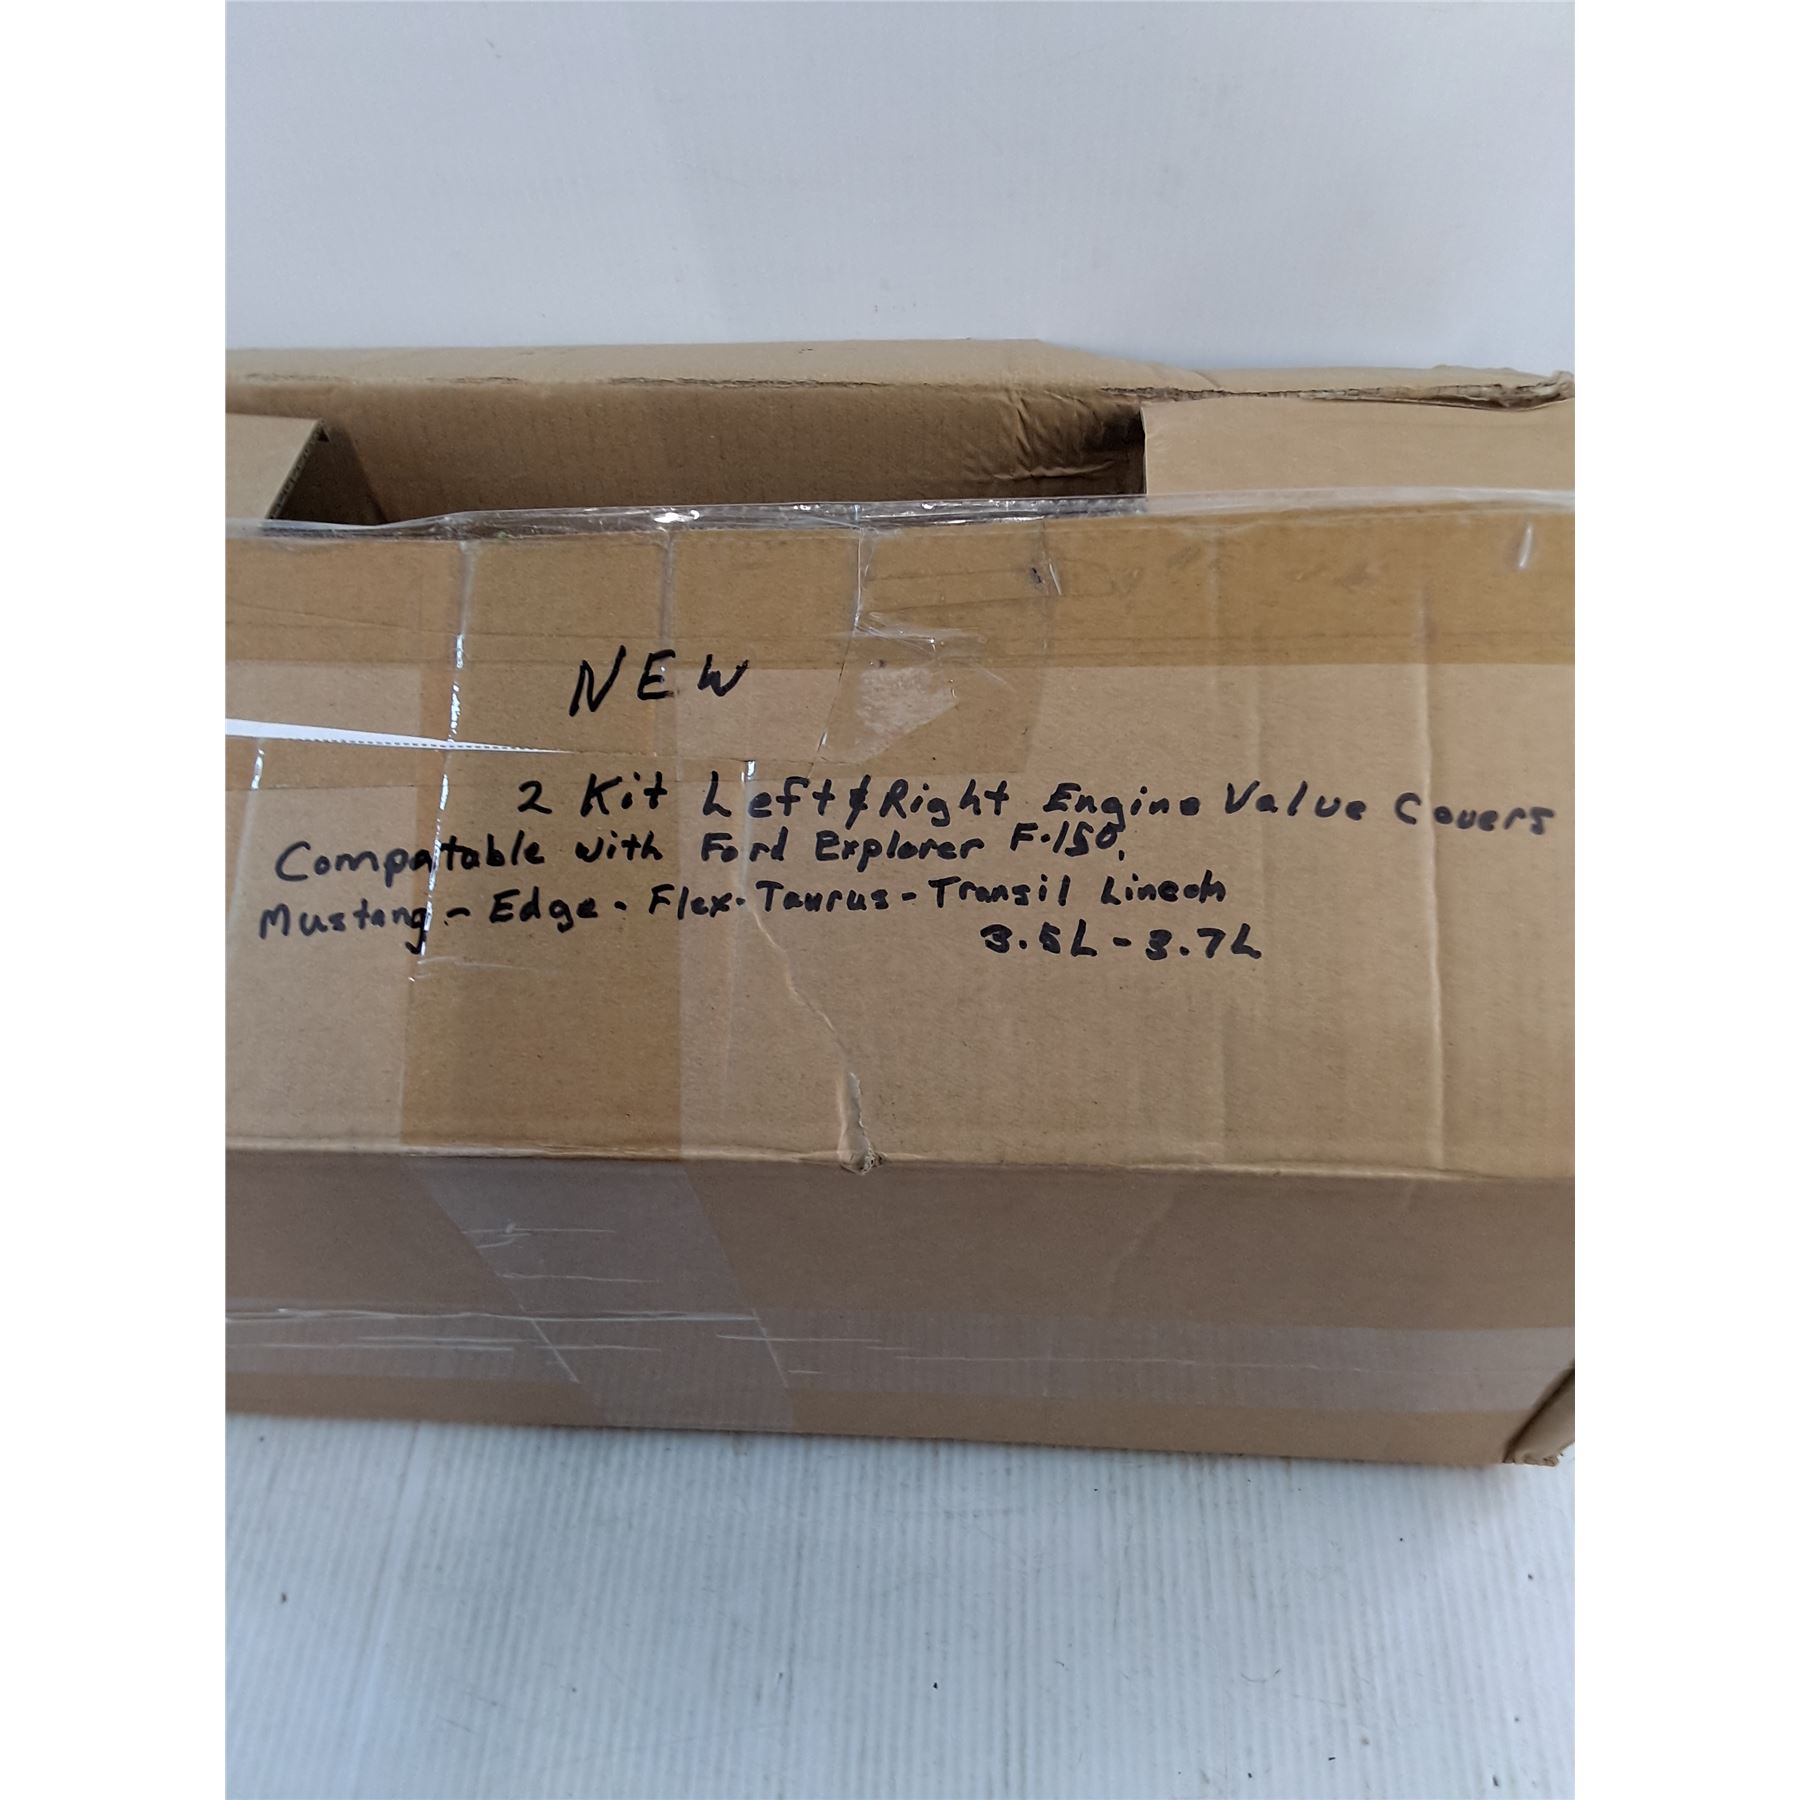 NEW
2 Kit Left & Right Engine Value Covers
Compatable with Ford Explorer F-150,
Mustang - Edge - Flex - Taurus - Transil Lincoln
3.5L - 3.7L